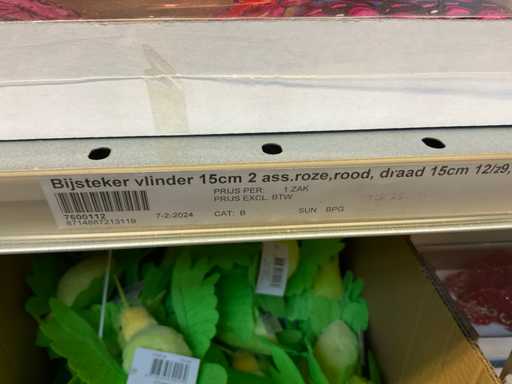 Bijsteker vlinder 15cm 2 ass.roze,rood, draad 15cm 12/z9,
PRIJS PER: 1 ZAK
PRIJS EXCL. BTW
7600112
8714887213119
7-2-2024 CAT: B SUN BPG